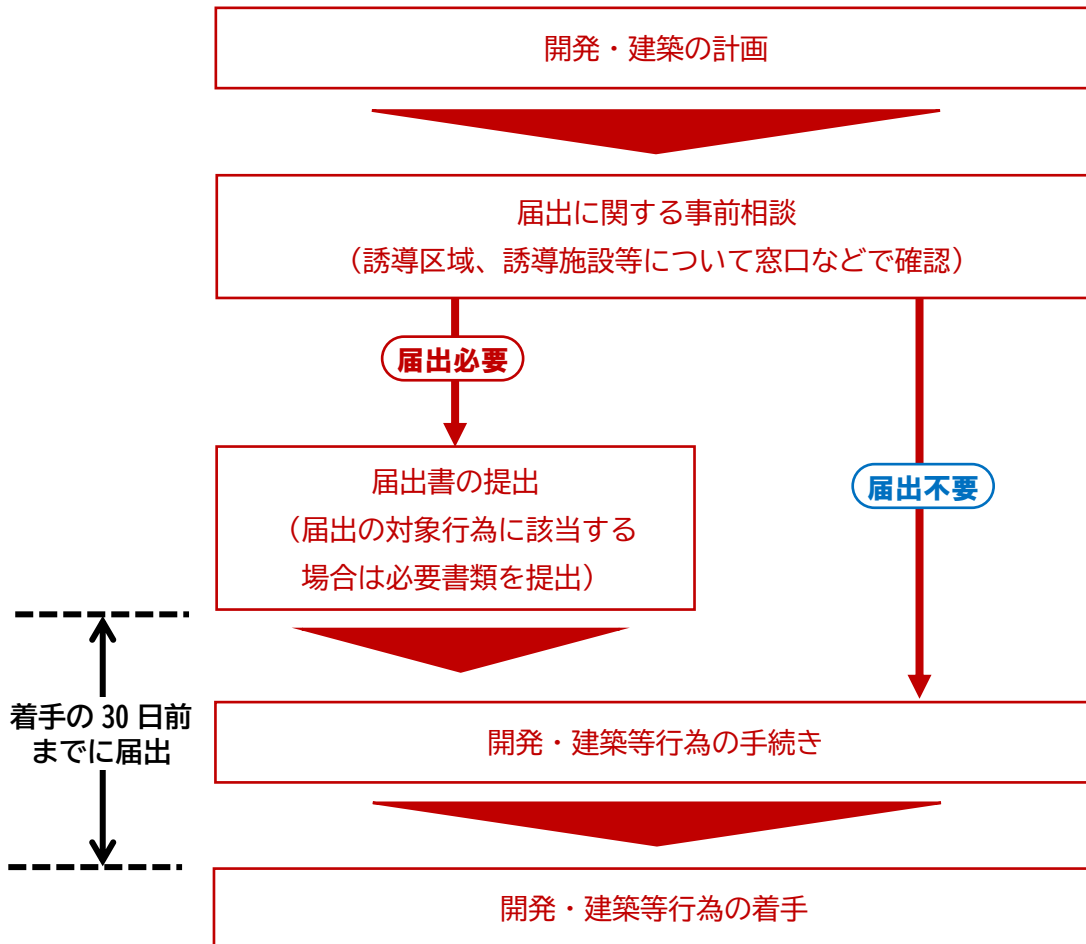 開発・建築の計画
届出に関する事前相談
（誘導区域、誘導施設等について窓口などで確認）
届出必要
届出不要
届出書の提出
（届出の対象行為に該当する
場合は必要書類を提出）
着手の 30 日前
までに届出
開発・建築等行為の手続き
開発・建築等行為の着手